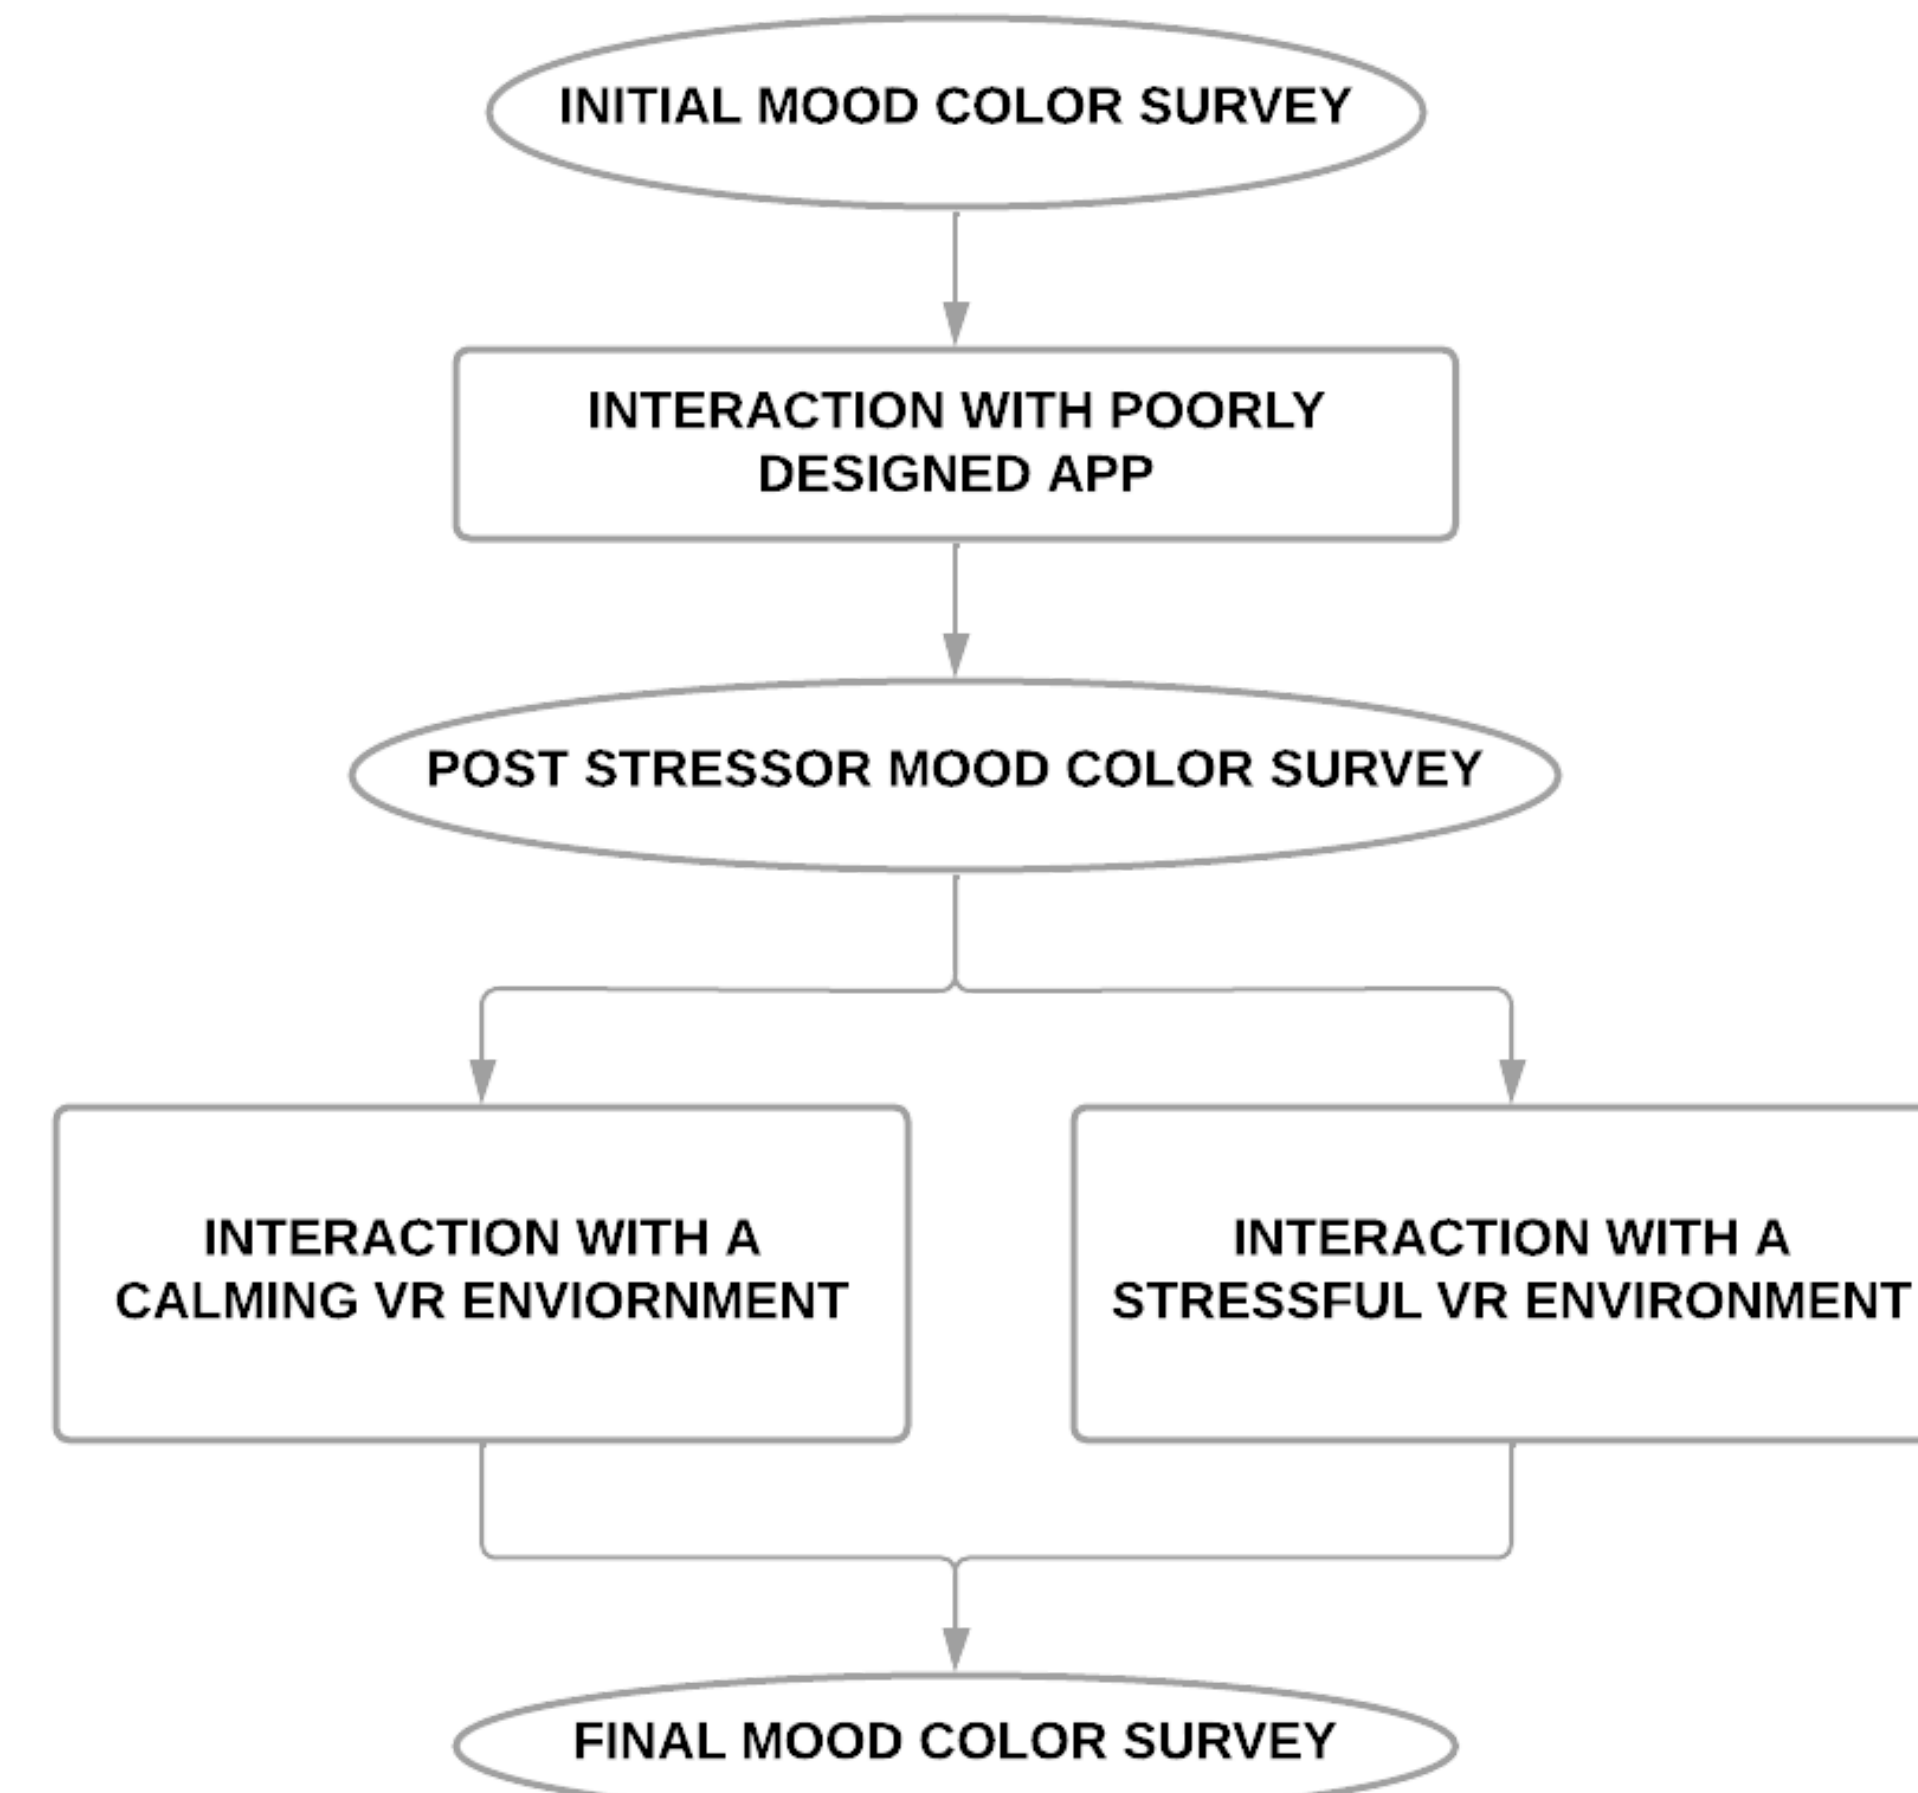 INITIAL MOOD COLOR SURVEY
INTERACTION WITH POORLY
DESIGNED APP
POST STRESSOR MOOD COLOR SURVEY
INTERACTION WITH A
CALMING VR ENVIORNMENT
INTERACTION WITH A
STRESSFUL VR ENVIRONMENT
FINAL MOOD COLOR SURVEY